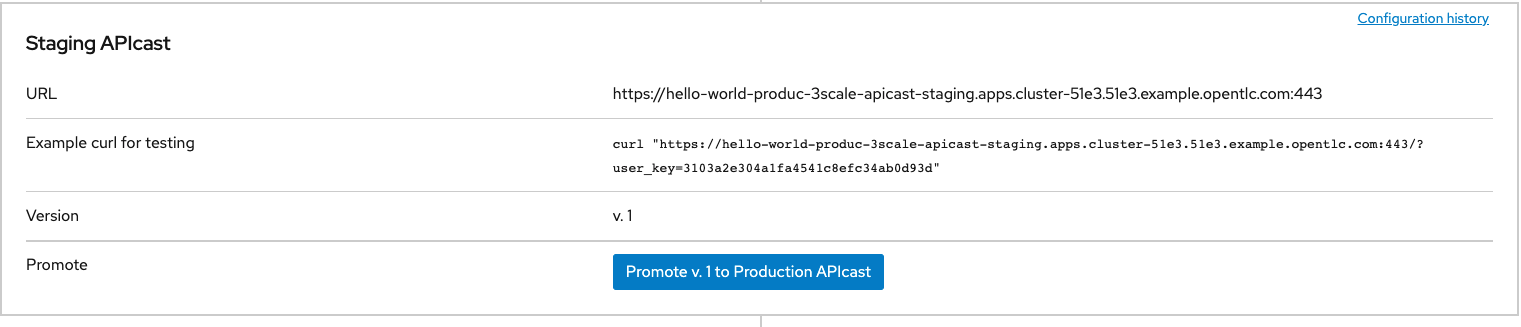 Configuration history
Staging APIcast
URL
https://hello-world-produc-3scale-apicast-staging.apps.cluster-51e3.51e3.example.opentlc.com:443
Example curl for testing
curl "https://hello-world-produc-3scale-apicast-staging.apps.cluster-51e3.51e3.example.opentlc.com:443/?
user_key=3103a2e304a1fa4541c8efc34ab0d93d"
Version
v. 1
Promote
Promote v. 1 to Production APIcast